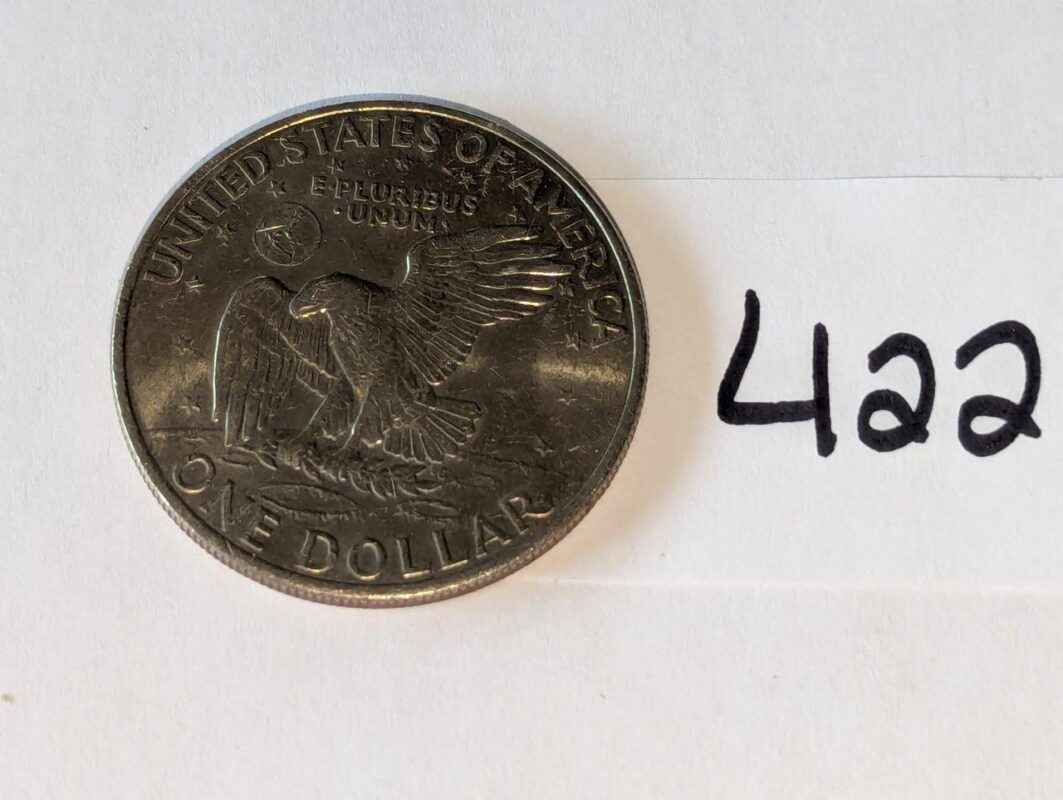 UNITED STATES OF AMERICA
E·PLURIBUS
·UNUM·
ONE DOLLAR
422